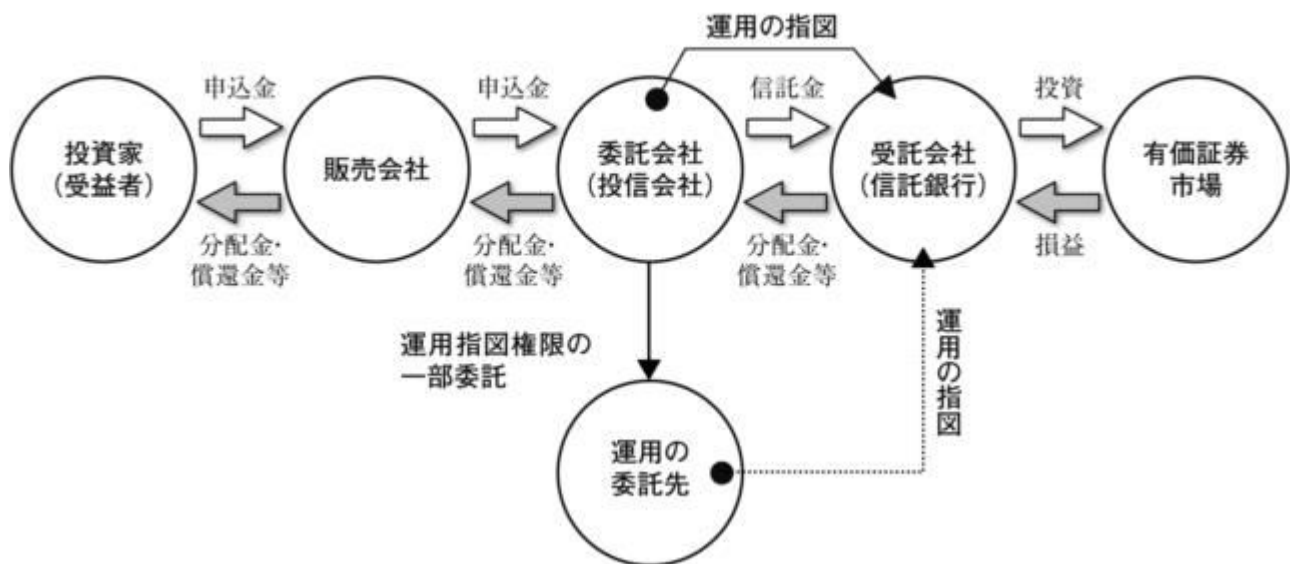 運用の指図
申込金
申込金
信託金
投資
投資家
(受益者)
販売会社
委託会社
(投信会社)
受託会社
(信託銀行)
有価証券
市場
分配金・
償還金等
分配金・
償還金等
分配金・
償還金等
損益
運用指図権限の
一部委託
運用の指図
運用の
委託先